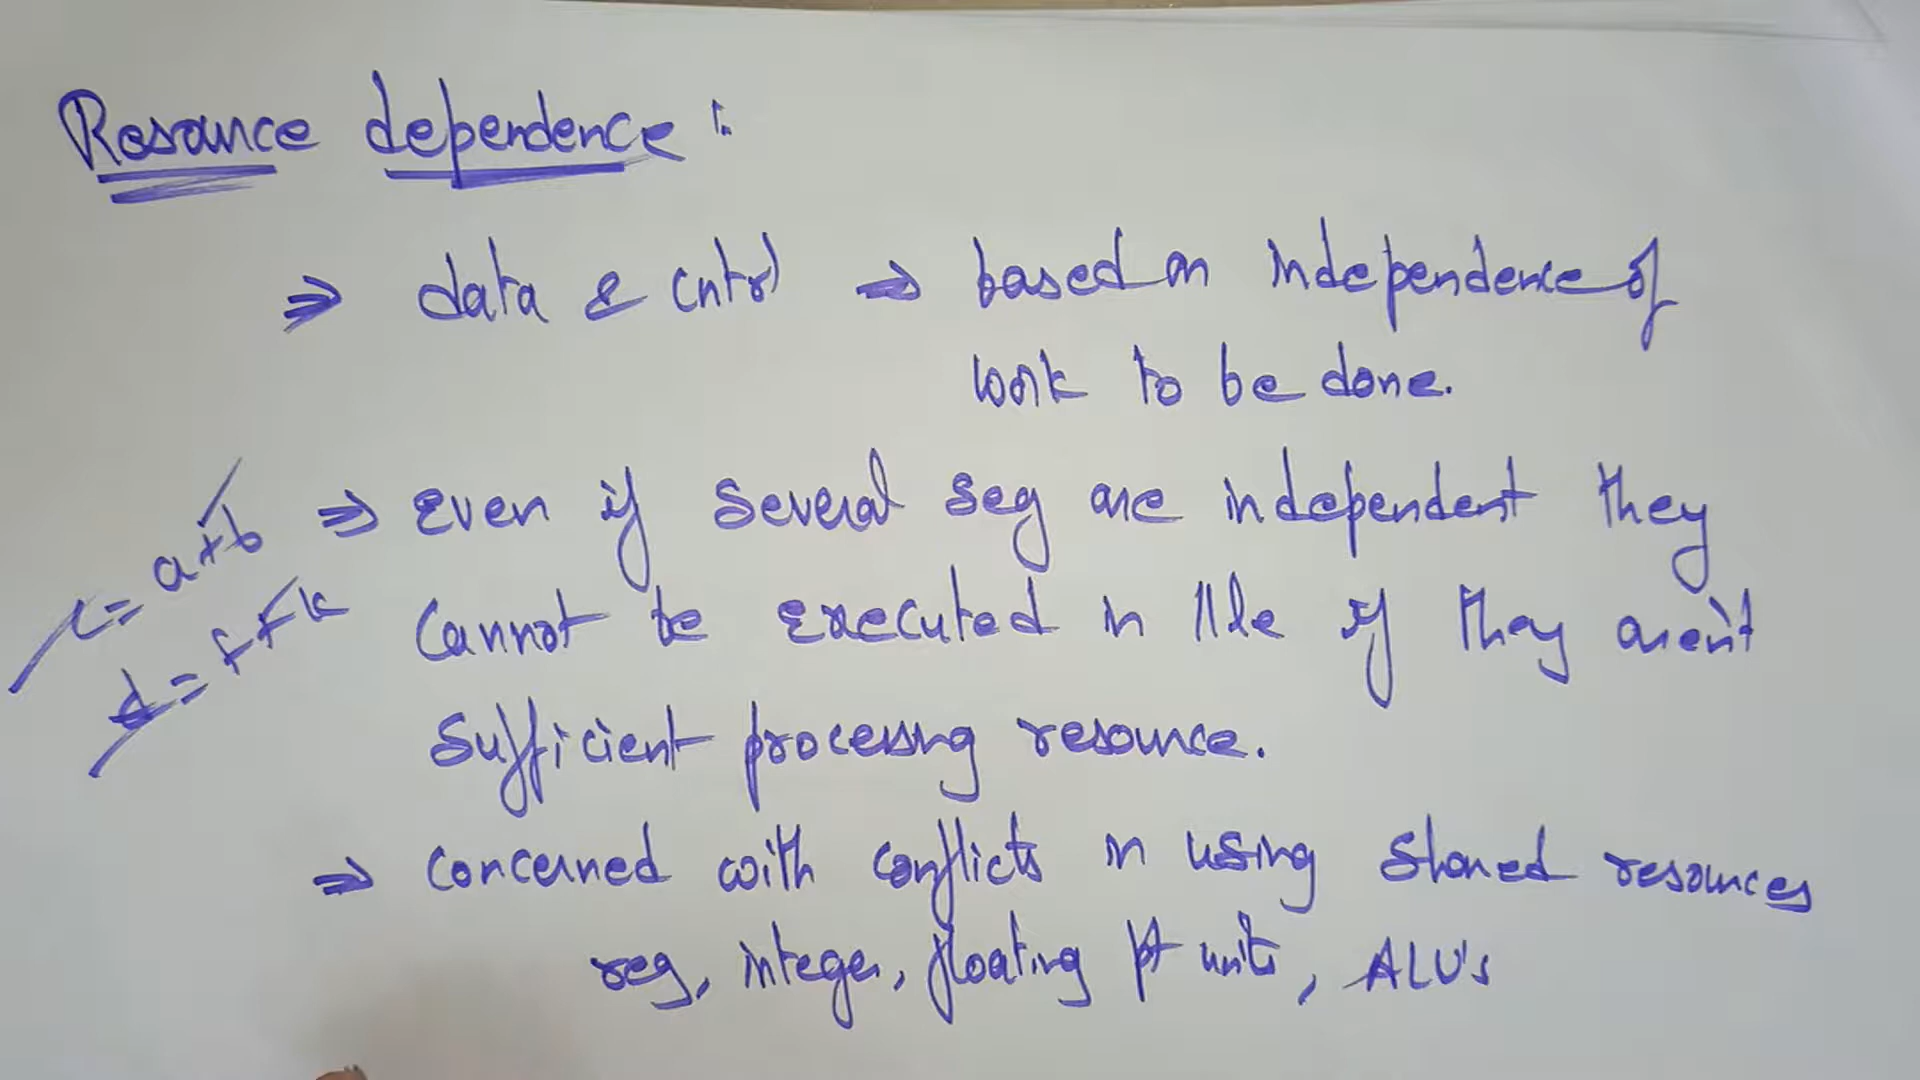 Resource dependence :
⇒ data & cntrl ⇒ based on independence of
work to be done.
⇒ Even if several seg are independent they
cannot be executed in ||le if they aren't
sufficient processing resource.
⇒ concerned with conflicts in using shared resources
reg, integer, floating pt units, ALU's
= a+b
d = f+k